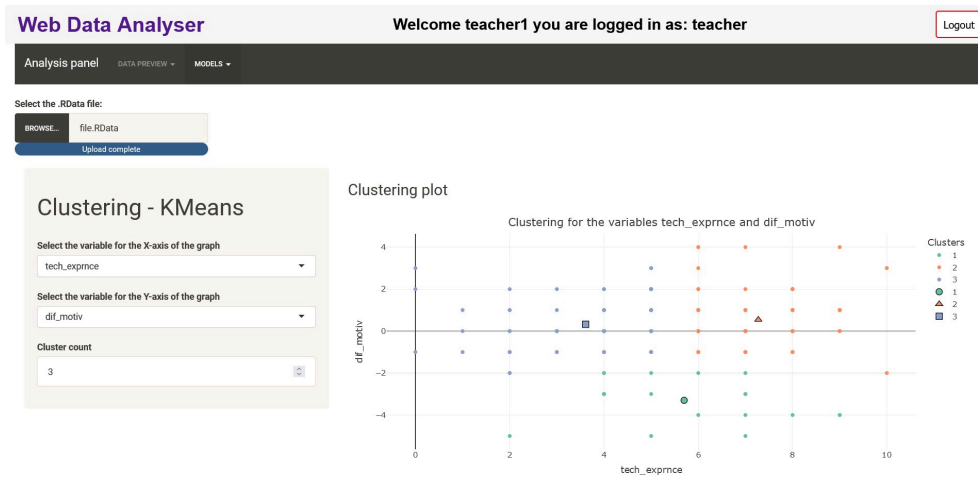 Web Data Analyser
Welcome teacher1 you are logged in as: teacher
Logout
Analysis panel
DATA PREVIEW
MODELS
Select the .RData file:
BROWSE...
file.RData
Upload complete
Clustering - KMeans
Select the variable for the X-axis of the graph
tech_exprnce
Select the variable for the Y-axis of the graph
dif_motiv
Cluster count
3
Clustering plot
Clustering for the variables tech_exprnce and dif_motiv
4
2
0
−2
−4
dif_motiv
0
2
4
6
8
10
tech_exprnce
Clusters
1
2
3
1
2
3